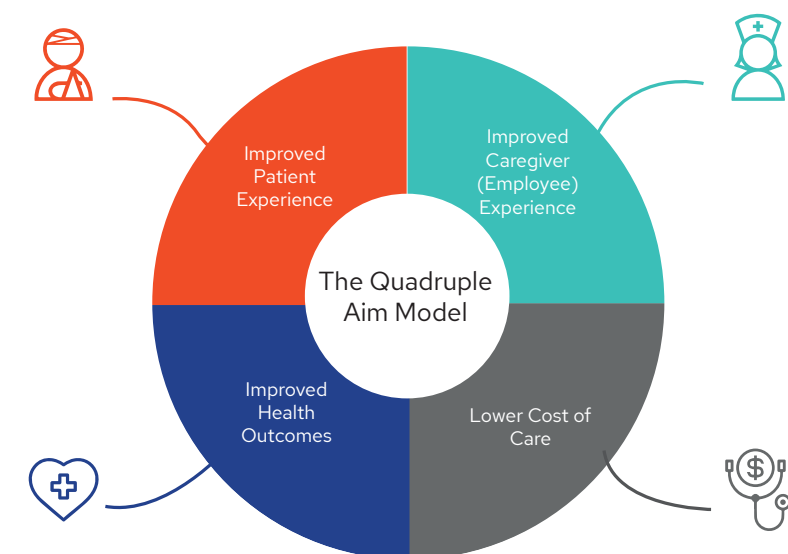 Improved
Patient
Experience
Improved
Caregiver
(Employee)
Experience
The Quadruple
Aim Model
Improved
Health
Outcomes
Lower Cost of
Care
$